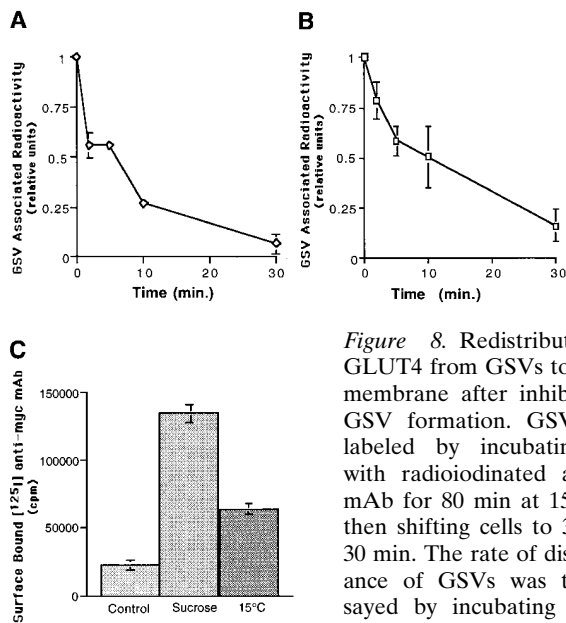 A
GSV Associated Radioactivity
(relative units)
1
0.75
0.5
0.25
0
0 10 20 30
Time (min.)
B
GSV Associated Radioactivity
(relative units)
1
0.75
0.5
0.25
0
0 10 20 30
Time (min.)
C
Surface Bound [¹²⁵I] anti-myc mAb
(cpm)
150000
100000
50000
0
Control Sucrose 15°C
Figure 8. Redistribut
GLUT4 from GSVs to
membrane after inhib
GSV formation. GSV
labeled by incubatin
with radioiodinated a
mAb for 80 min at 15
then shifting cells to 3
30 min. The rate of dis
ance of GSVs was t
sayed by incubating